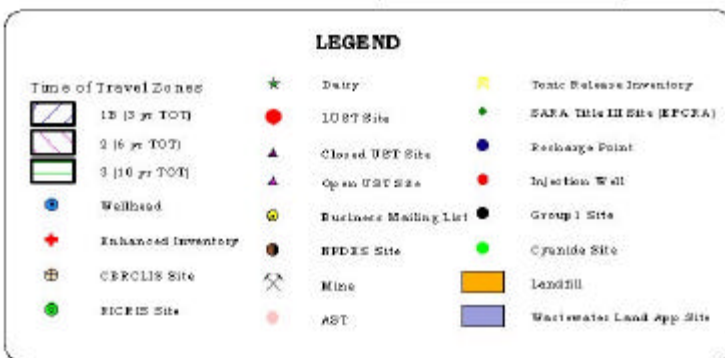 LEGEND
Time of Travel Zones
1B (3 yr TOT)
2 (6 yr TOT)
3 (10 yr TOT)
Wellhead
Enhanced Inventory
CERCLIS Site
RICRIS Site
Dairy
LUST Site
Closed UST Site
Open UST Site
Business Mailing List
NPDES Site
Mine
AST
Toxic Release Inventory
SARA Title III Site (EPCRA)
Recharge Point
Injection Well
Group 1 Site
Cyanide Site
Landfill
Wastewater Land App Site